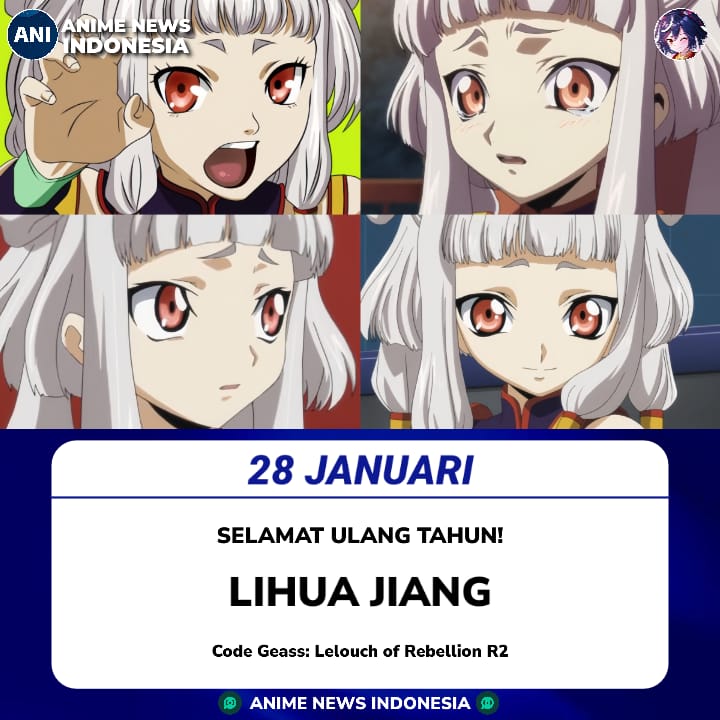 ANI
ANIME NEWS
INDONESIA
28 JANUARI
SELAMAT ULANG TAHUN!
LIHUA JIANG
Code Geass: Lelouch of Rebellion R2
ANIME NEWS INDONESIA